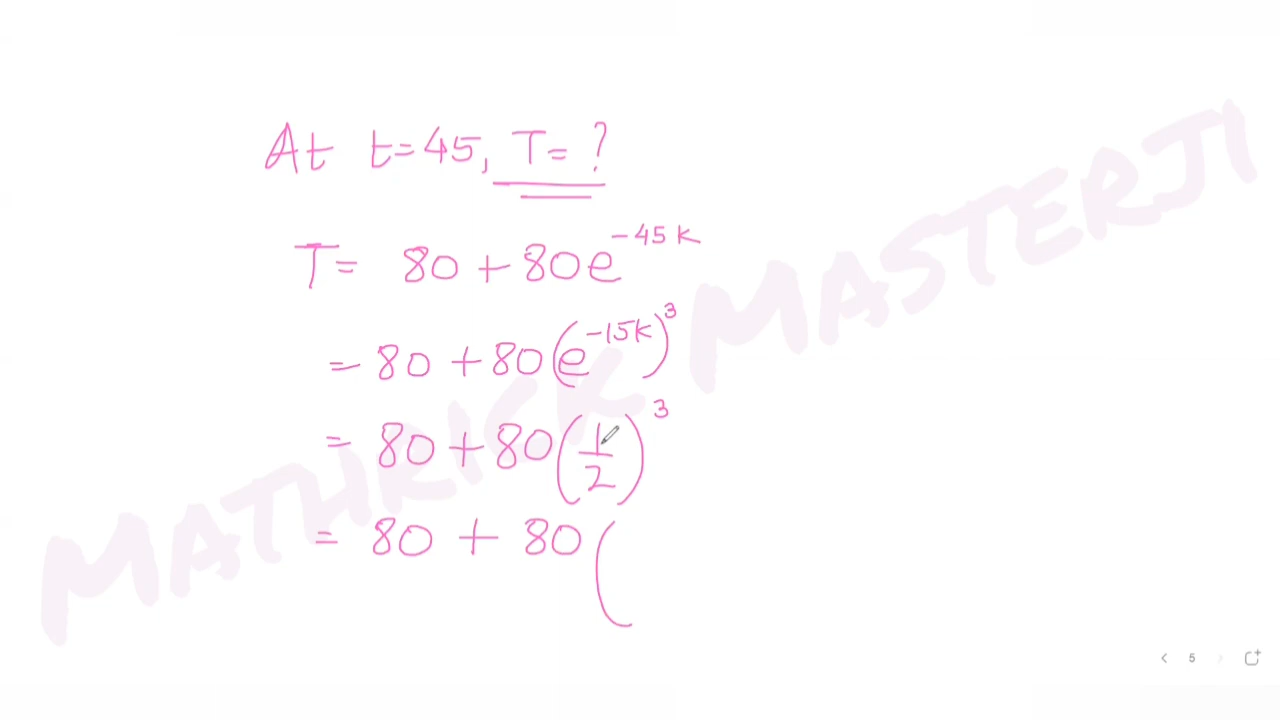 At t=45, T= ?
T= 80 + 80e^-45k
= 80 + 80(e^-15k)^3
= 80 + 80(1/2)^3
= 80 + 80(
MATHRICK MASTERJI
5